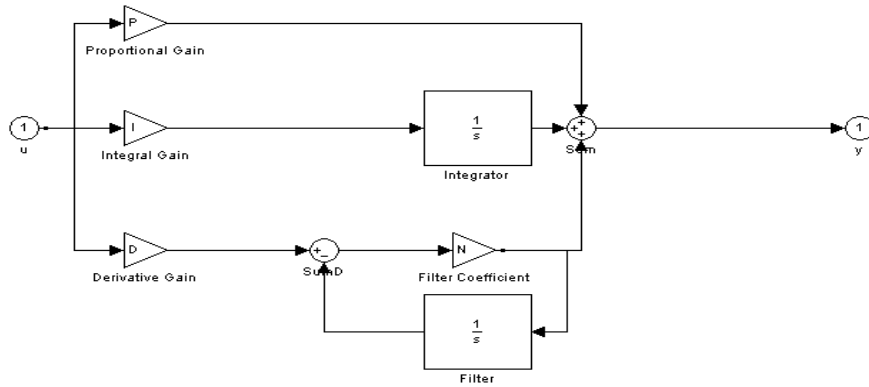 P
Proportional Gain
1
u
I
Integral Gain
1
s
Integrator
+
+
+
Sum
1
y
D
Derivative Gain
+
−
SumD
N
Filter Coefficient
1
s
Filter